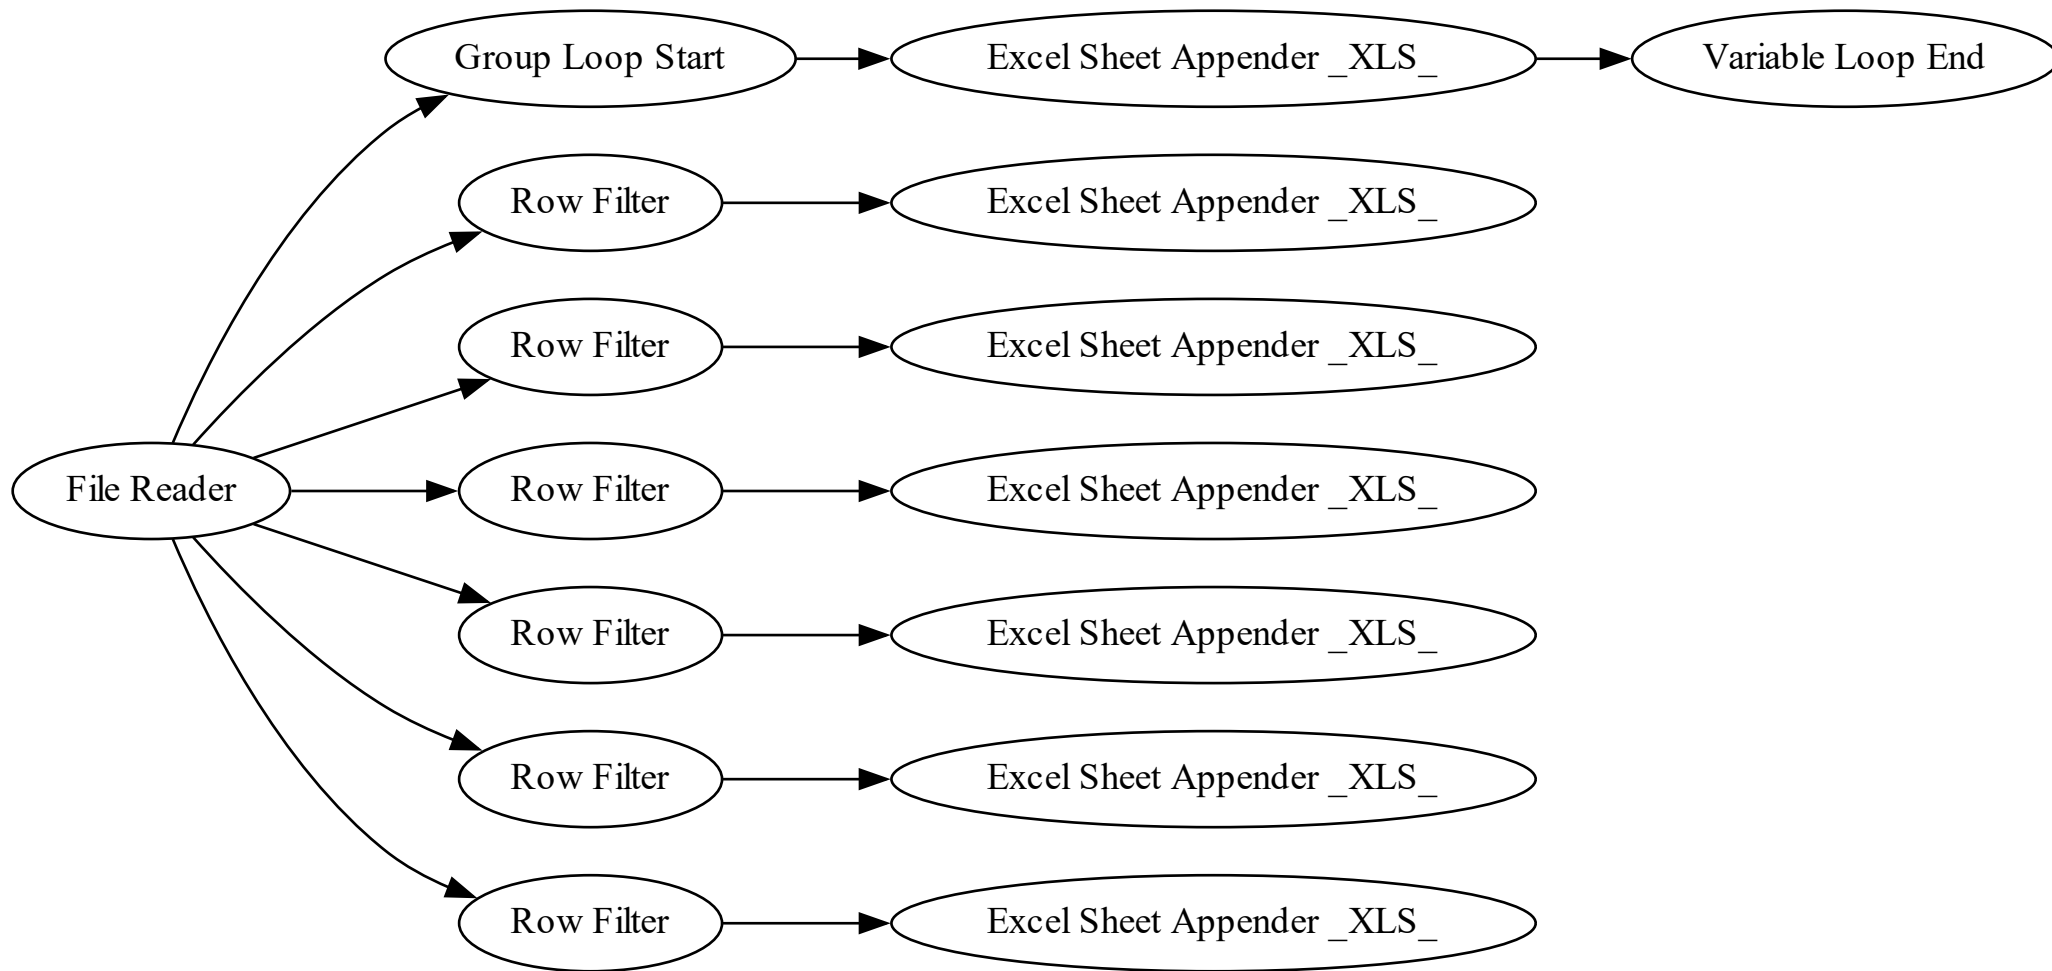 Group Loop Start
Excel Sheet Appender _XLS_
Variable Loop End
Row Filter
Excel Sheet Appender _XLS_
Row Filter
Excel Sheet Appender _XLS_
File Reader
Row Filter
Excel Sheet Appender _XLS_
Row Filter
Excel Sheet Appender _XLS_
Row Filter
Excel Sheet Appender _XLS_
Row Filter
Excel Sheet Appender _XLS_